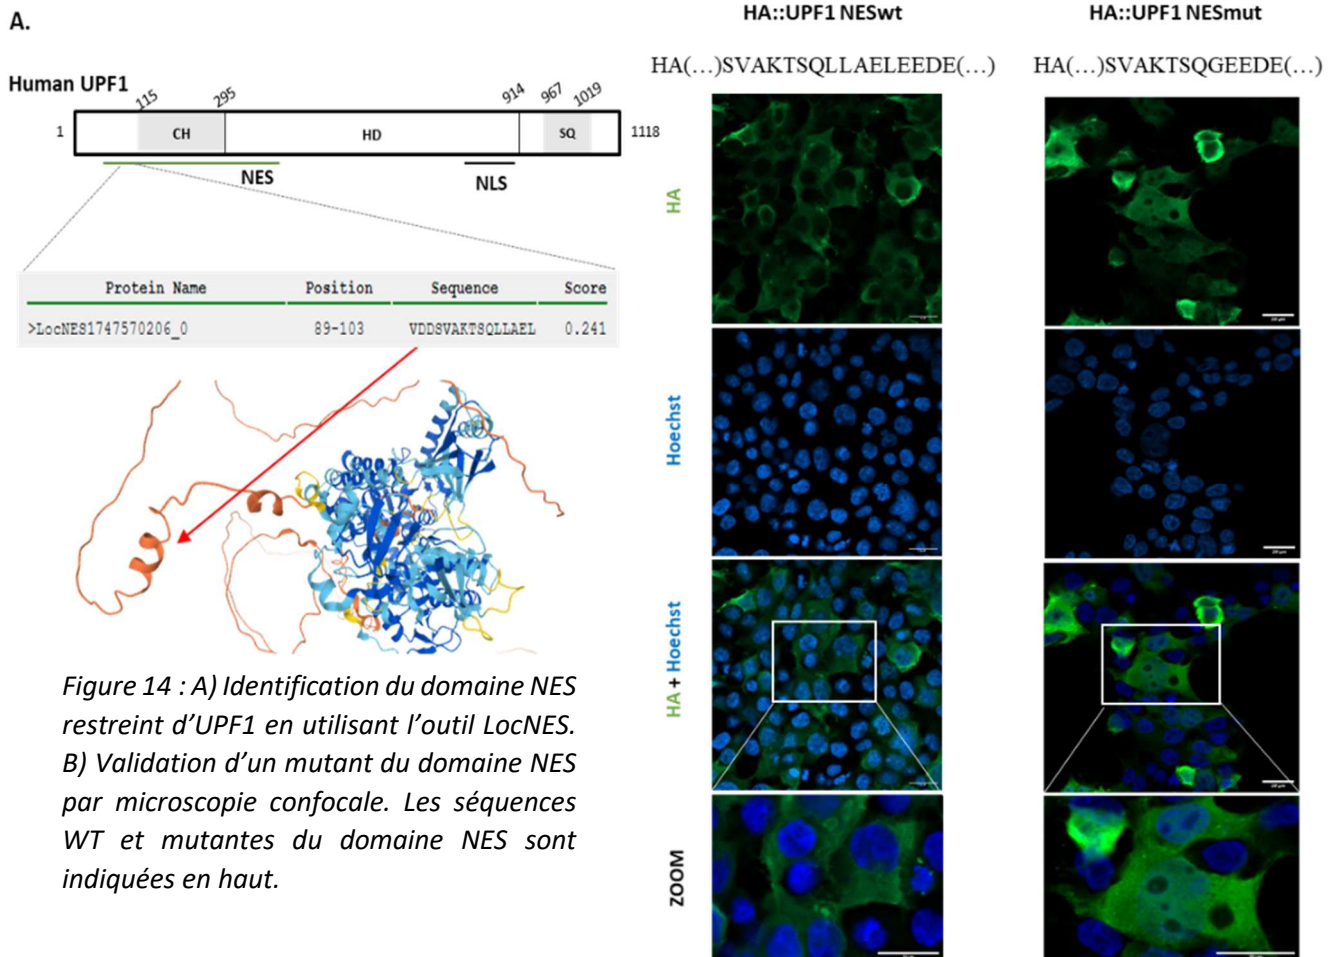 A.
Human UPF1
115
295
914
967
1019
1
CH
HD
SQ
1118
NES
NLS
Protein Name Position Sequence Score
>LocNES1747570206_0 89-103 VDDSVAKTSQLLAEL 0.241
Figure 14 : A) Identification du domaine NES
restreint d’UPF1 en utilisant l’outil LocNES.
B) Validation d’un mutant du domaine NES
par microscopie confocale. Les séquences
WT et mutantes du domaine NES sont
indiquées en haut.
HA::UPF1 NESwt
HA::UPF1 NESmut
HA(…)SVAKTSQLLAELEEDE(…)
HA(…)SVAKTSQGEEDE(…)
HA
Hoechst
HA + Hoechst
ZOOM